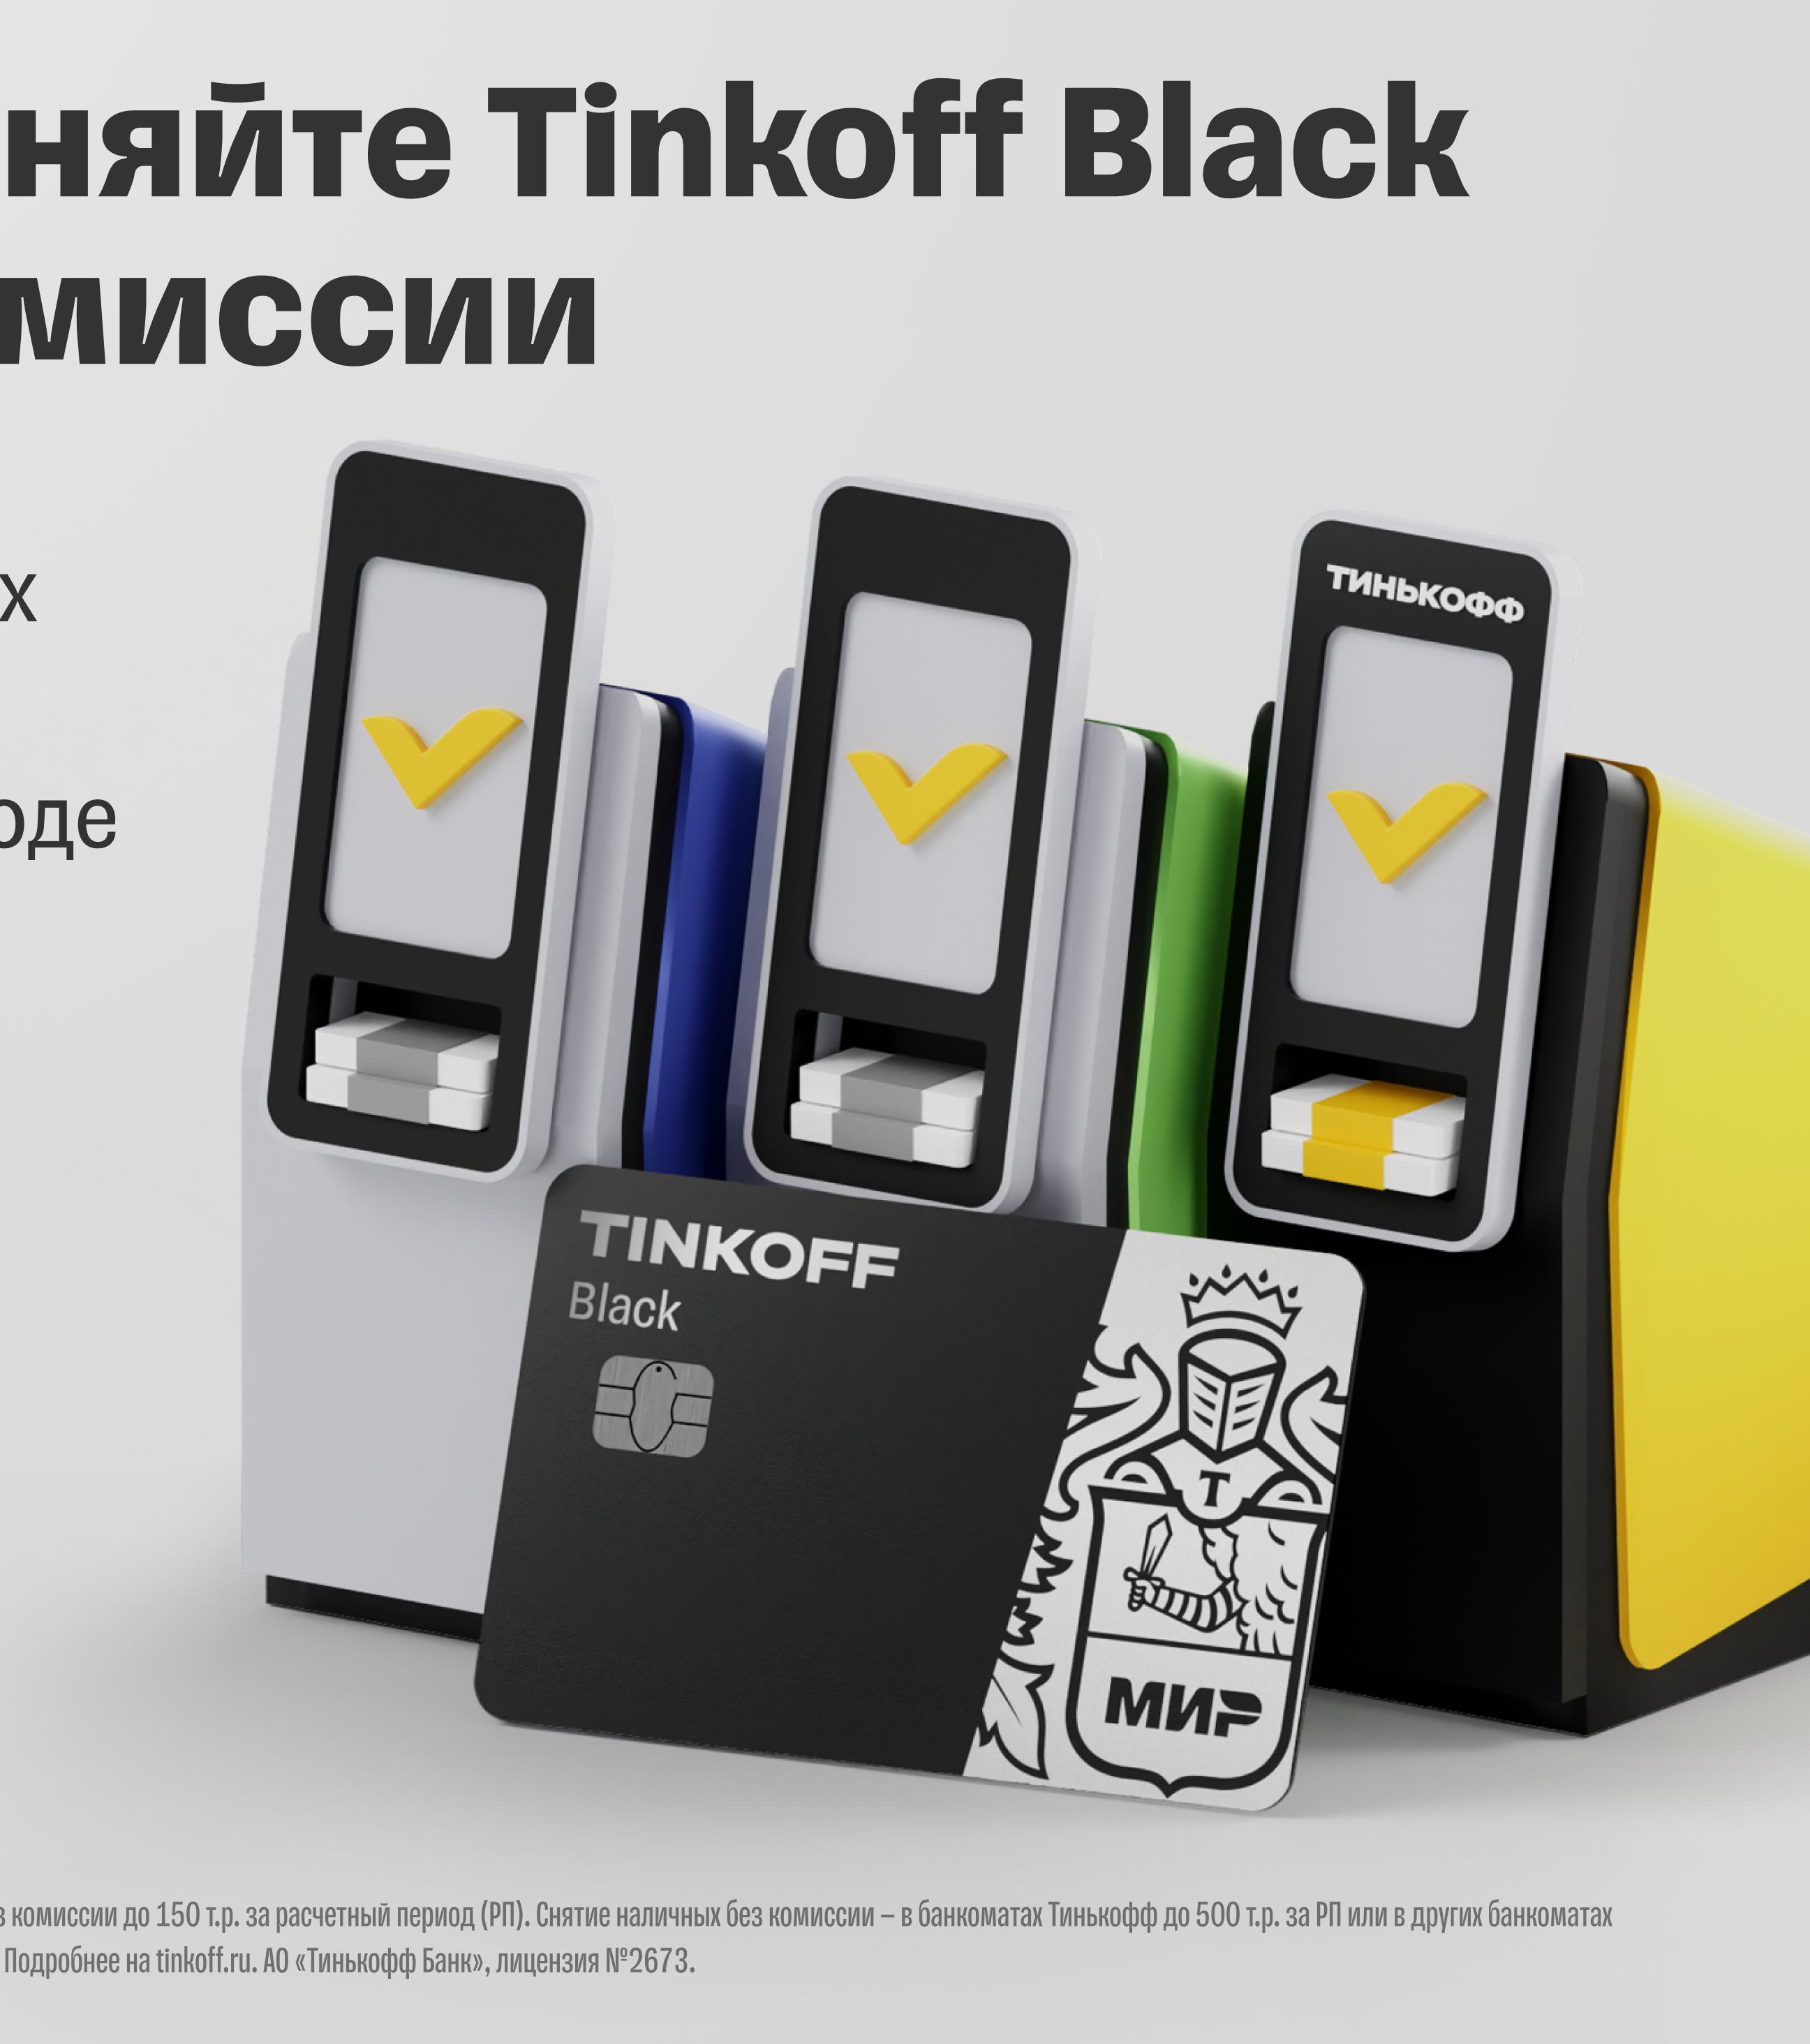 няйте Tinkoff Black
миссии
х
оде
ТИНЬКОФФ
TINKOFF
Black
Т
МИР
в комиссии до 150 т.р. за расчетный период (РП). Снятие наличных без комиссии – в банкоматах Тинькофф до 500 т.р. за РП или в других банкоматах
Подробнее на tinkoff.ru. АО «Тинькофф Банк», лицензия №2673.